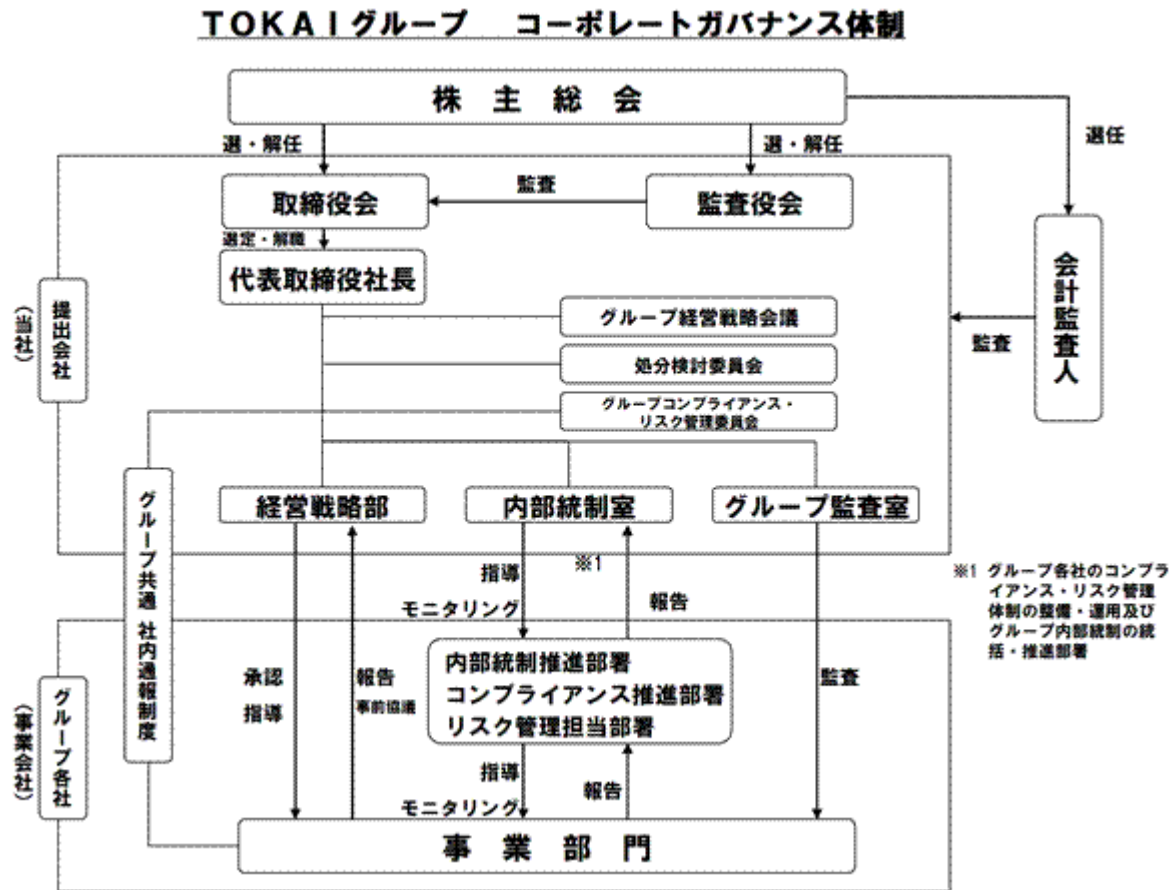 TOKAIグループ　コーポレートガバナンス体制
株主総会
選・解任
選・解任
選任
取締役会
監査
監査役会
選定・解職
代表取締役社長
会計監査人
監査
提出会社
(当社)
グループ経営戦略会議
処分検討委員会
グループコンプライアンス・
リスク管理委員会
経営戦略部
内部統制室
グループ監査室
グループ共通 社内通報制度
指導
※1
モニタリング
報告
※1 グループ各社のコンプラ
イアンス・リスク管理
体制の整備・運用及び
グループ内部統制の統
括・推進部署
グループ各社
(事業会社)
承認
指導
報告
事前協議
内部統制推進部署
コンプライアンス推進部署
リスク管理担当部署
監査
指導
モニタリング
報告
事業部門